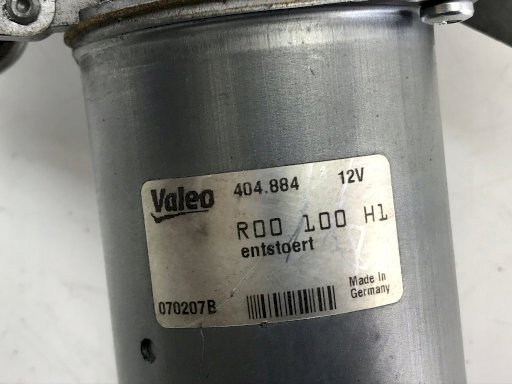 Valeo 404.884 12V
R00 100 H1
entstoert
Made In
Germany
070207B